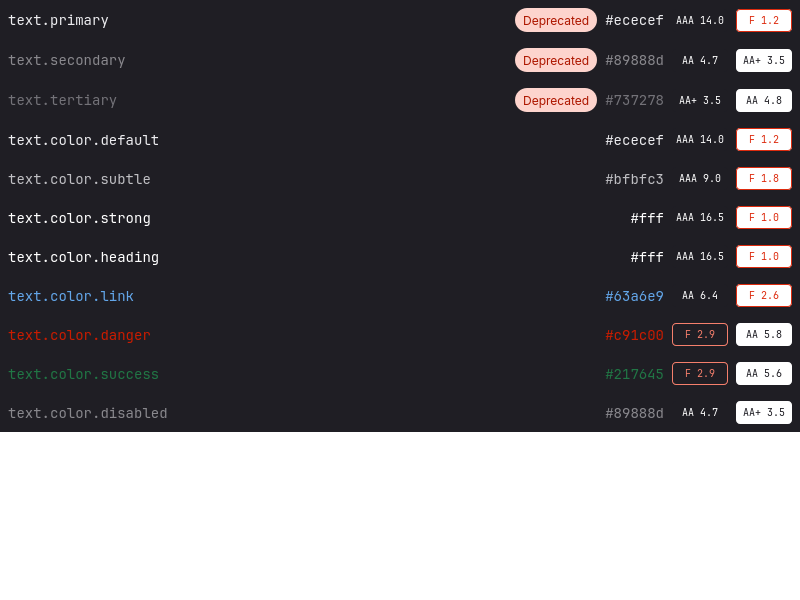 text.primary Deprecated #ececef AAA 14.0 F 1.2
text.secondary Deprecated #89888d AA 4.7 AA+ 3.5
text.tertiary Deprecated #737278 AA+ 3.5 AA 4.8
text.color.default #ececef AAA 14.0 F 1.2
text.color.subtle #bfbfc3 AAA 9.0 F 1.8
text.color.strong #fff AAA 16.5 F 1.0
text.color.heading #fff AAA 16.5 F 1.0
text.color.link #63a6e9 AA 6.4 F 2.6
text.color.danger #c91c00 F 2.9 AA 5.8
text.color.success #217645 F 2.9 AA 5.6
text.color.disabled #89888d AA 4.7 AA+ 3.5